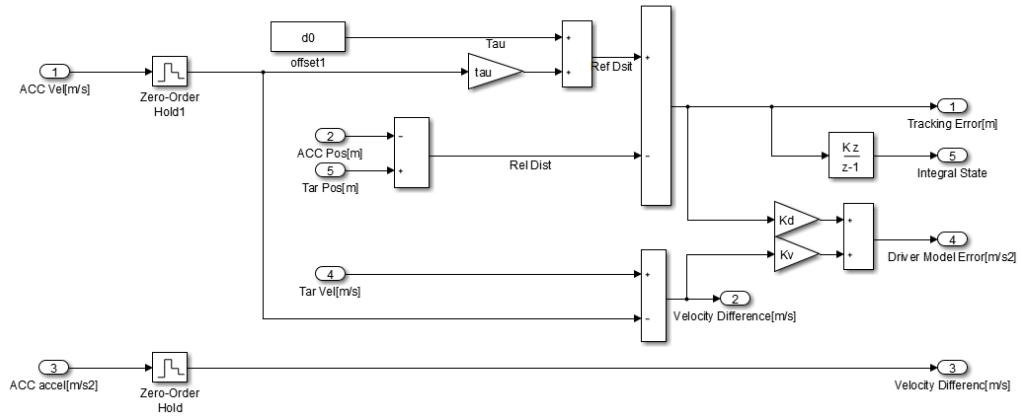 d0
offset1
Tau
tau
Ref Dsit
1
ACC Vel[m/s]
Zero-Order
Hold1
+
+
+
−
1
Tracking Error[m]
2
ACC Pos[m]
5
Tar Pos[m]
−
+
Rel Dist
K z
z-1
5
Integral State
Kd
Kv
+
+
4
Driver Model Error[m/s2]
4
Tar Vel[m/s]
+
−
2
Velocity Difference[m/s]
3
ACC accel[m/s2]
Zero-Order
Hold
3
Velocity Differenc[m/s]